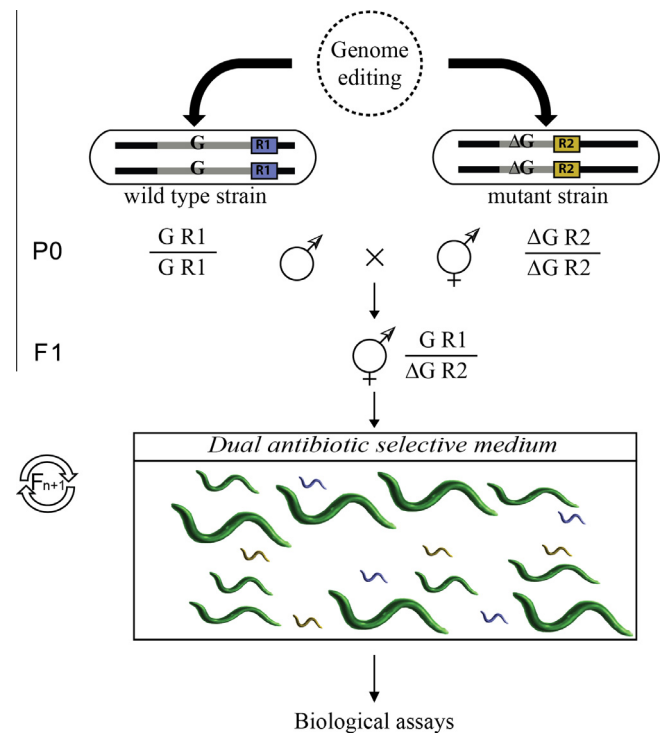 Genome
editing
G R1
G R1
wild type strain
ΔG R2
ΔG R2
mutant strain
P0
G R1
G R1
×
ΔG R2
ΔG R2
F1
G R1
ΔG R2
Dual antibiotic selective medium
Fn+1
Biological assays